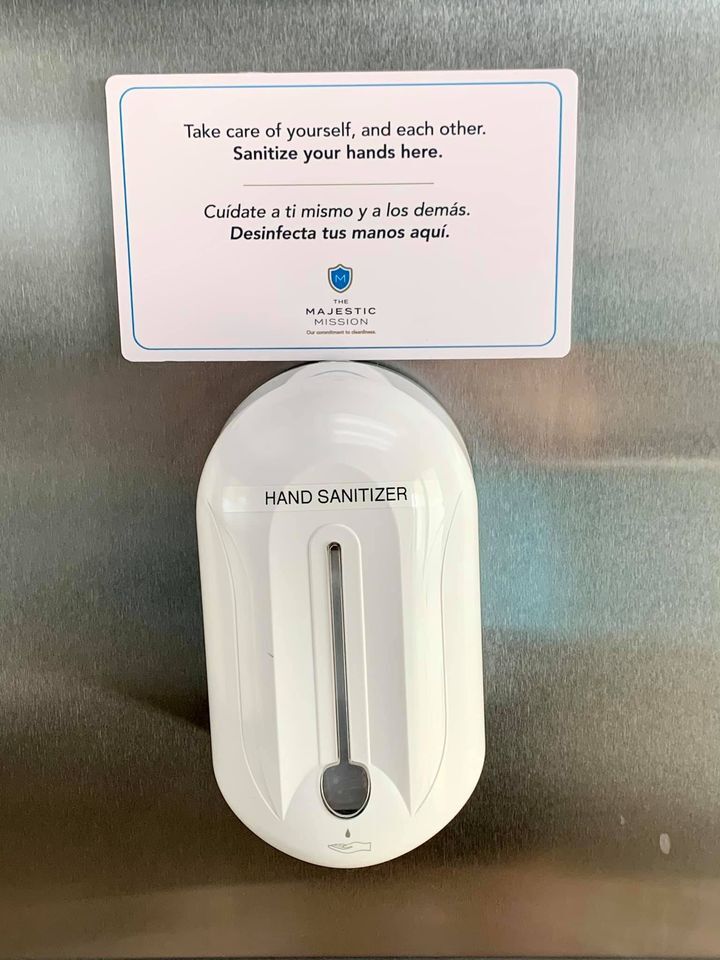 Take care of yourself, and each other.
Sanitize your hands here.
Cuídate a ti mismo y a los demás.
Desinfecta tus manos aquí.
M
THE
MAJESTIC
MISSION
Our commitment to cleanliness.
HAND SANITIZER